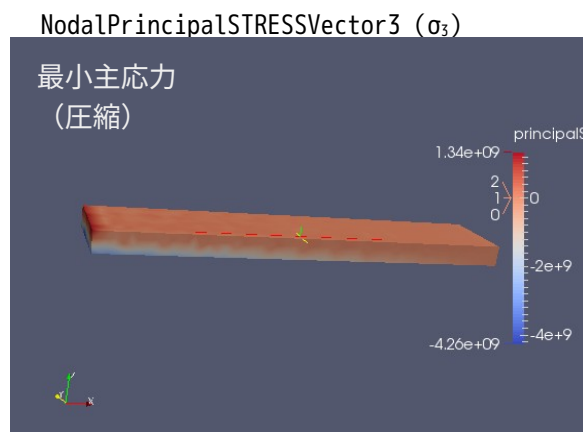 NodalPrincipalSTRESSVector3 (σ₃)
最小主応力
（圧縮）
principalS
1.34e+09
2
1
0
0
-2e+9
-4.26e+09
-4e+9
X